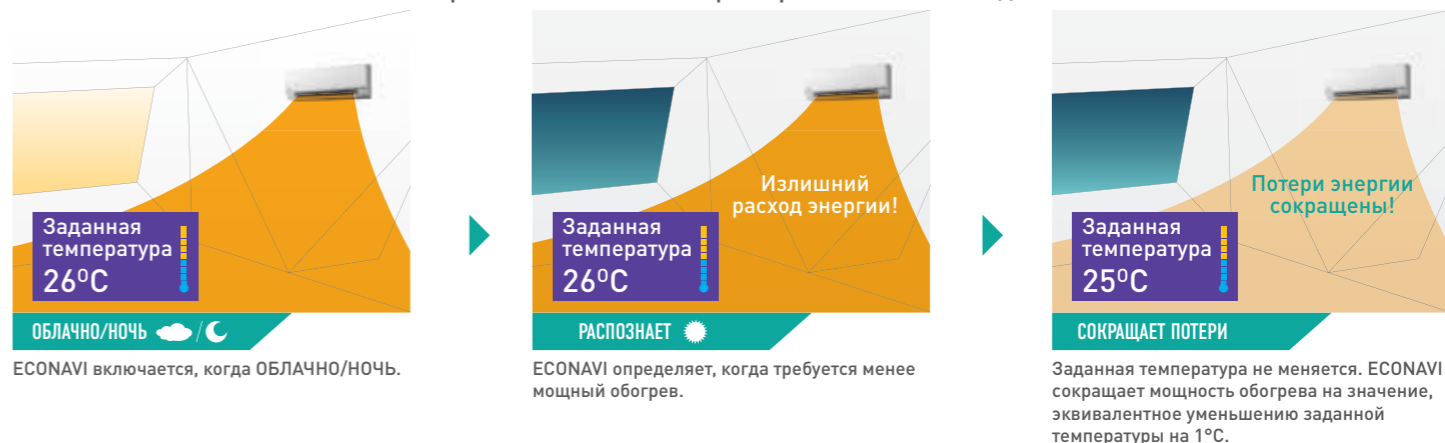 Излишний
расход энергии!
Потери энергии
сокращены!
Заданная
температура
26⁰C
Заданная
температура
26⁰C
Заданная
температура
25⁰C
ОБЛАЧНО/НОЧЬ /
РАСПОЗНАЕТ
СОКРАЩАЕТ ПОТЕРИ
ECONAVI включается, когда ОБЛАЧНО/НОЧЬ.
ECONAVI определяет, когда требуется менее
мощный обогрев.
Заданная температура не меняется. ECONAVI
сокращает мощность обогрева на значение,
эквивалентное уменьшению заданной
температуры на 1°C.